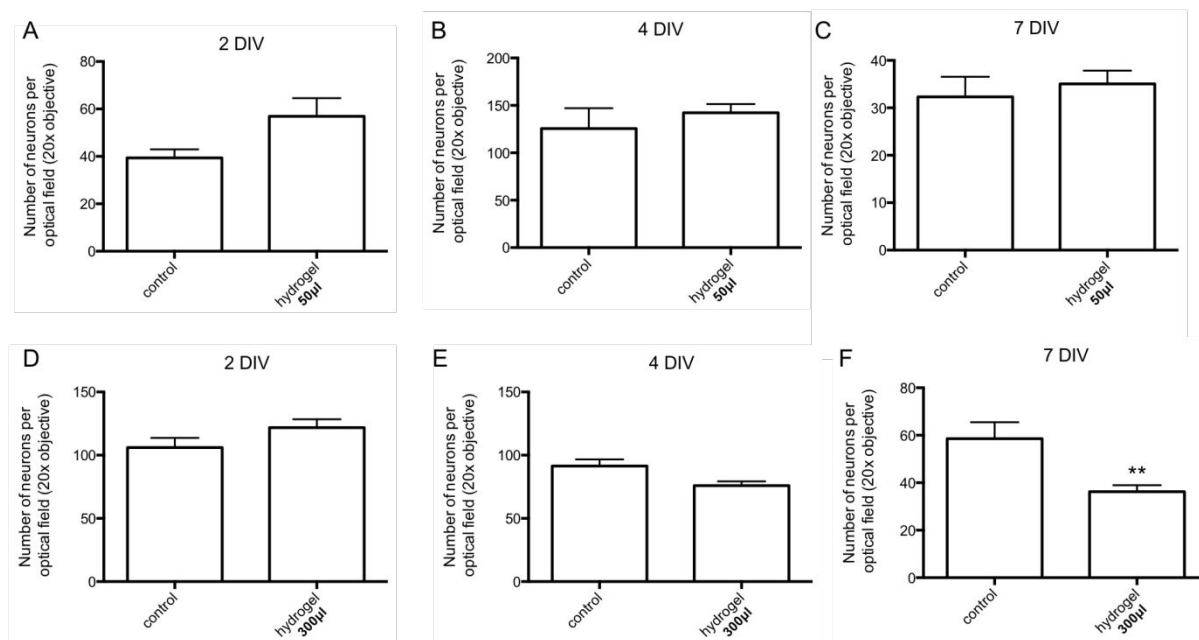 A
2 DIV
Number of neurons per
optical field (20x objective)
80
60
40
20
0
control
hydrogel
50µl
B
4 DIV
Number of neurons per
optical field (20x objective)
200
150
100
50
0
control
hydrogel
50µl
C
7 DIV
Number of neurons per
optical field (20x objective)
40
30
20
30
0
control
hydrogel
50µl
D
2 DIV
Number of neurons per
optical field (20x objective)
150
100
50
0
control
hydrogel
300µl
E
4 DIV
Number of neurons per
optical field (20x objective)
150
100
50
0
control
hydrogel
300µl
F
7 DIV
Number of neurons per
optical field (20x objective)
80
60
40
20
0
**
control
hydrogel
300µl